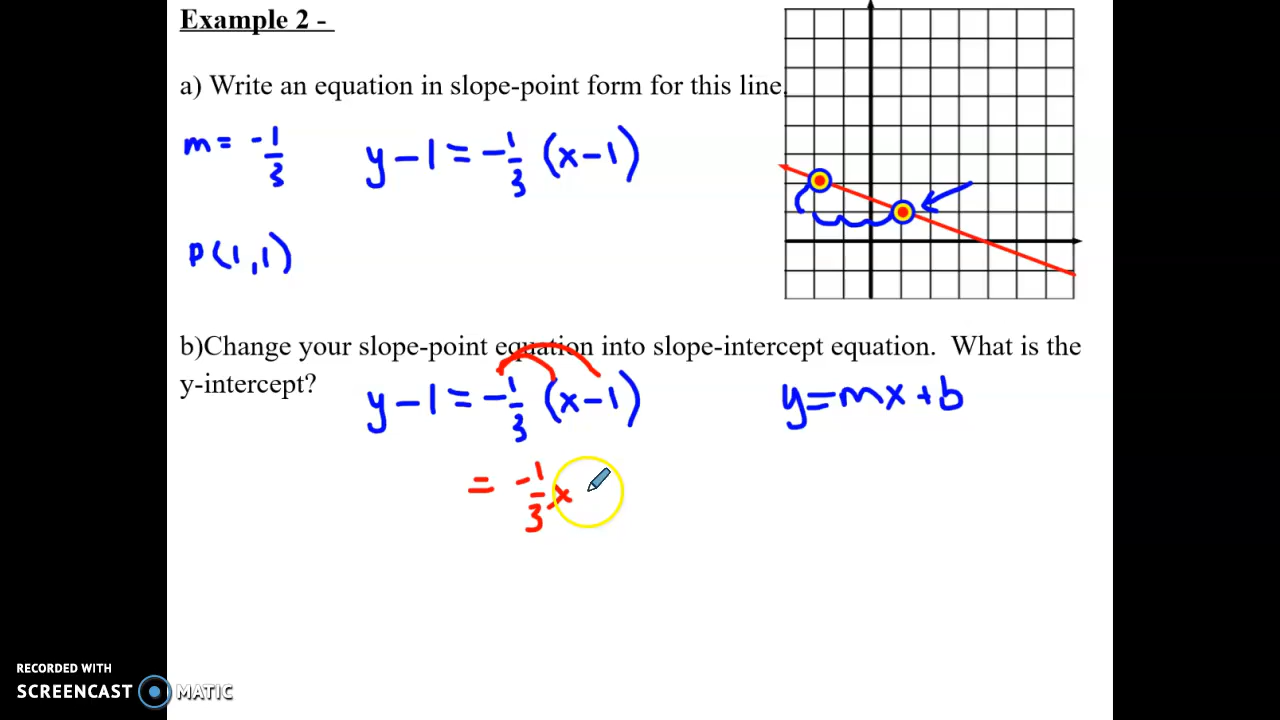 Example 2 -
a) Write an equation in slope-point form for this line.
m = -1/3
y - 1 = -1/3 (x - 1)
P(1,1)
b)Change your slope-point equation into slope-intercept equation. What is the
y-intercept?
y - 1 = -1/3 (x - 1)
y = mx + b
= -1/3 x
RECORDED WITH
SCREENCAST MATIC